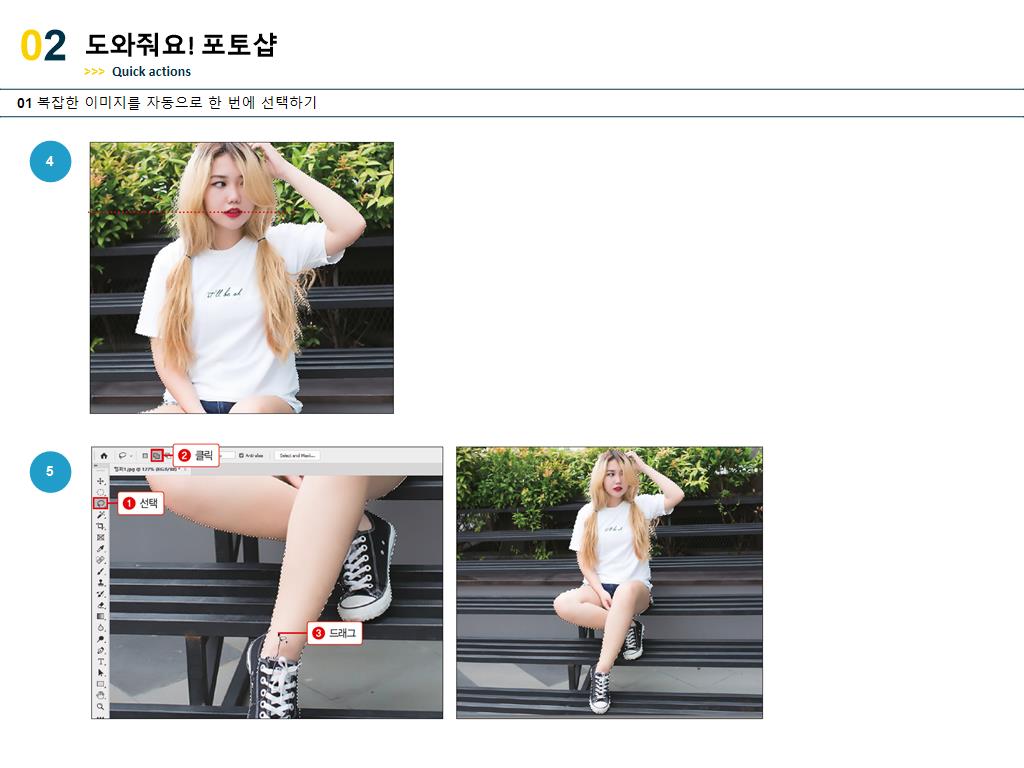 02 도와줘요! 포토샵
>>> Quick actions
01 복잡한 이미지를 자동으로 한 번에 선택하기
4
it'll be ok
5
2 클릭
Anti-alias
Select and Mask...
1 선택
3 드래그